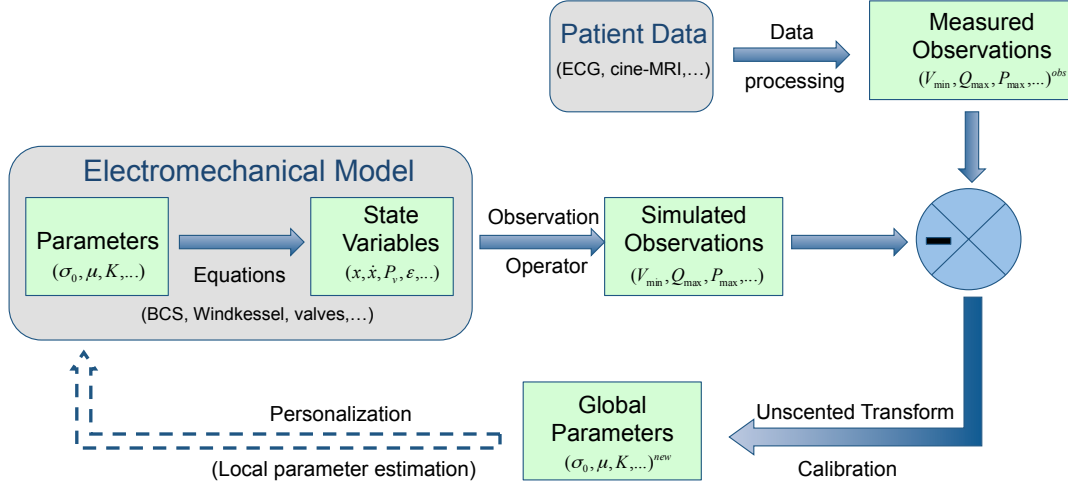 Patient Data
(ECG, cine-MRI,…)
Data
processing
Measured
Observations
(V_min, Q_max, P_max,...)^obs
Electromechanical Model
Parameters
(σ_0, μ, K,...)
Equations
State
Variables
(x, ẋ, P_v, ε,...)
(BCS, Windkessel, valves,…)
Observation
Operator
Simulated
Observations
(V_min, Q_max, P_max,...)
-
Unscented Transform
Calibration
Global
Parameters
(σ_0, μ, K,...)^new
Personalization
(Local parameter estimation)